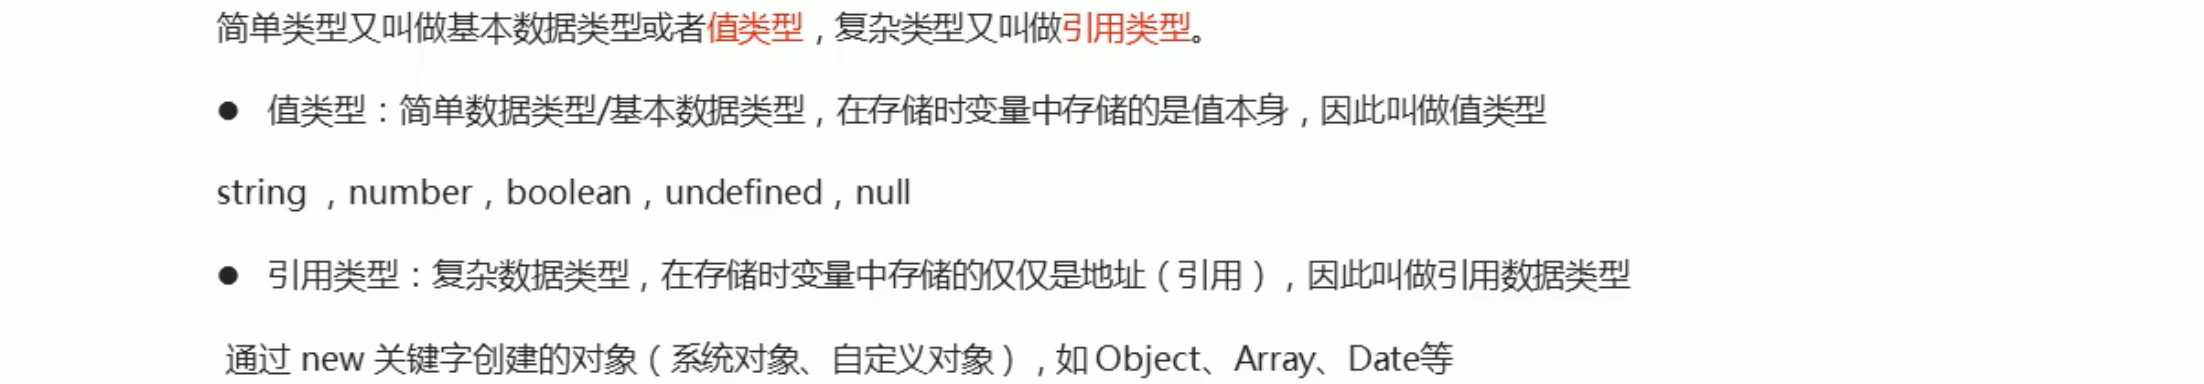 简单类型又叫做基本数据类型或者值类型，复杂类型又叫做引用类型。
● 值类型：简单数据类型/基本数据类型，在存储时变量中存储的是值本身，因此叫做值类型
string ，number，boolean，undefined，null
● 引用类型：复杂数据类型，在存储时变量中存储的仅仅是地址（引用），因此叫做引用数据类型
通过 new 关键字创建的对象（系统对象、自定义对象），如 Object、Array、Date等